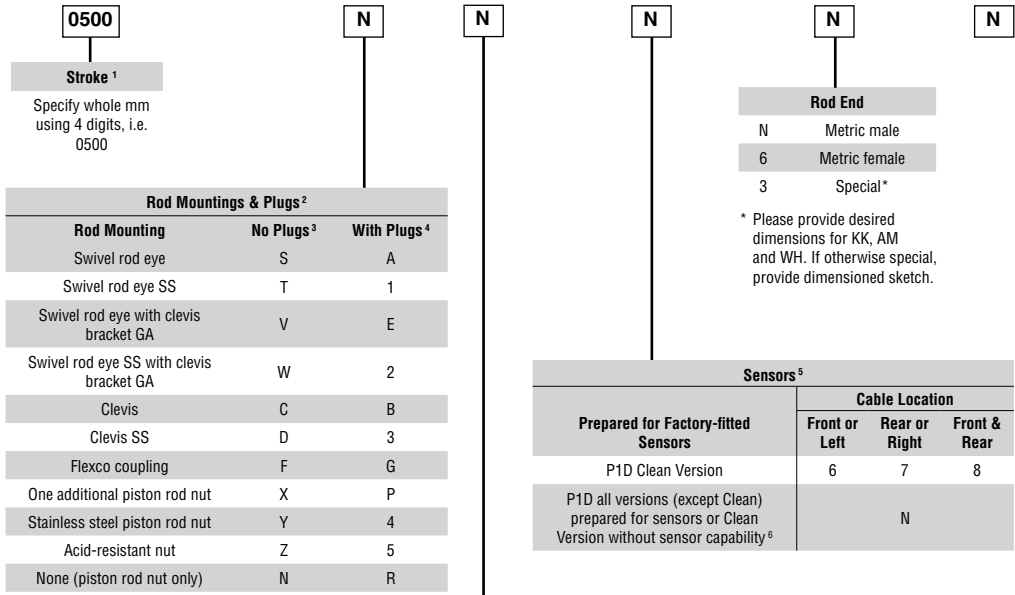 0500 N N N N N
Stroke ¹
Specify whole mm
using 4 digits, i.e.
0500
Rod Mountings & Plugs ²
Rod Mounting No Plugs ³ With Plugs ⁴
Swivel rod eye S A
Swivel rod eye SS T 1
Swivel rod eye with clevis
bracket GA V E
Swivel rod eye SS with clevis
bracket GA W 2
Clevis C B
Clevis SS D 3
Flexco coupling F G
One additional piston rod nut X P
Stainless steel piston rod nut Y 4
Acid-resistant nut Z 5
None (piston rod nut only) N R
Rod End
N Metric male
6 Metric female
3 Special*
* Please provide desired
dimensions for KK, AM
and WH. If otherwise special,
provide dimensioned sketch.
Sensors ⁵
Cable Location
Prepared for Factory-fitted
Sensors
Front or
Left
Rear or
Right
Front &
Rear
P1D Clean Version 6 7 8
P1D all versions (except Clean)
prepared for sensors or Clean
Version without sensor capability ⁶
N